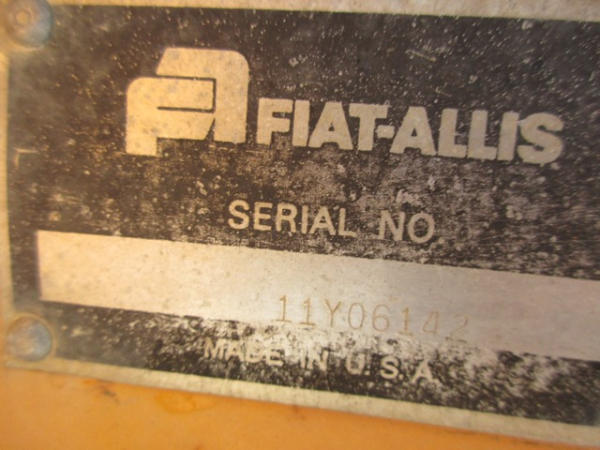 FIAT-ALLIS
SERIAL NO
11Y06142
MADE IN U.S.A.